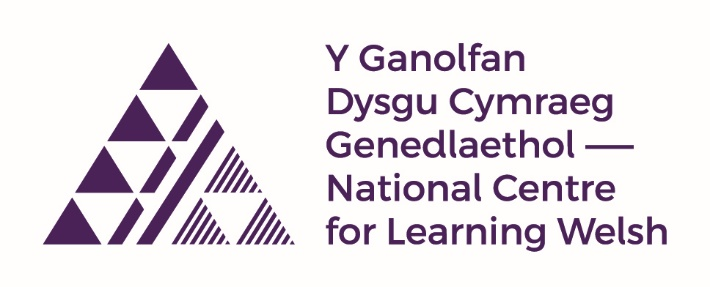 Y Ganolfan
Dysgu Cymraeg
Genedlaethol —
National Centre
for Learning Welsh